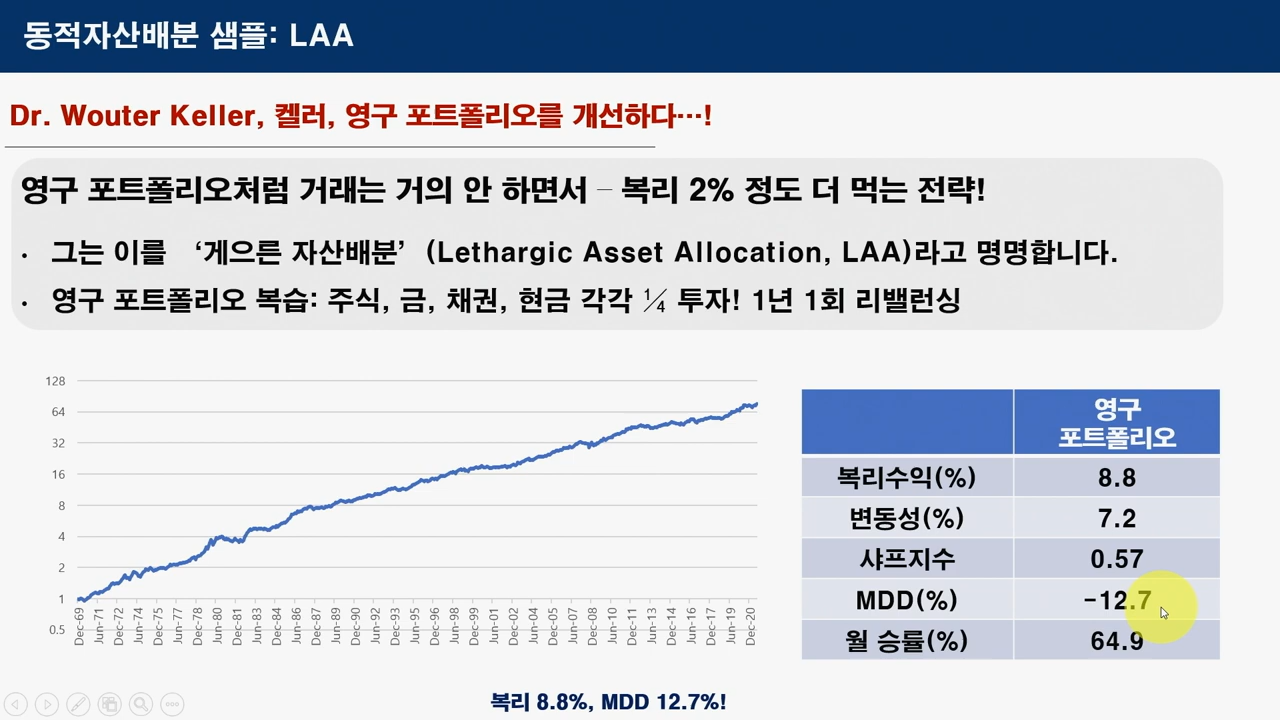 동적자산배분 샘플: LAA
Dr. Wouter Keller, 켈러, 영구 포트폴리오를 개선하다…!
영구 포트폴리오처럼 거래는 거의 안 하면서 – 복리 2% 정도 더 먹는 전략!
• 그는 이를 ‘게으른 자산배분’ (Lethargic Asset Allocation, LAA)라고 명명합니다.
• 영구 포트폴리오 복습: 주식, 금, 채권, 현금 각각 ¼ 투자! 1년 1회 리밸런싱
128
64
32
16
8
4
2
1
0.5
Dec-69 Jun-71 Dec-72 Jun-74 Dec-75 Jun-77 Dec-78 Jun-80 Dec-81 Jun-83 Dec-84 Jun-86 Dec-87 Jun-89 Dec-90 Jun-92 Dec-93 Jun-95 Dec-96 Jun-98 Dec-99 Jun-01 Dec-02 Jun-04 Dec-05 Jun-07 Dec-08 Jun-10 Dec-11 Jun-13 Dec-14 Jun-16 Dec-17 Jun-19 Dec-20
영구
포트폴리오
복리수익(%) 8.8
변동성(%) 7.2
샤프지수 0.57
MDD(%) -12.7
월 승률(%) 64.9
복리 8.8%, MDD 12.7%!